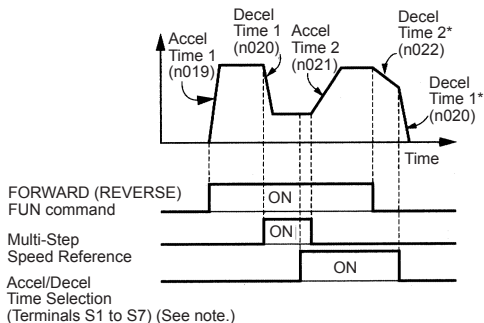 Accel
Time 1
(n019)
Decel
Time 1
(n020)
Accel
Time 2
(n021)
Decel
Time 2*
(n022)
Decel
Time 1*
(n020)
Time
FORWARD (REVERSE)
FUN command
ON
Multi-Step
Speed Reference
ON
Accel/Decel
Time Selection
(Terminals S1 to S7) (See note.)
ON